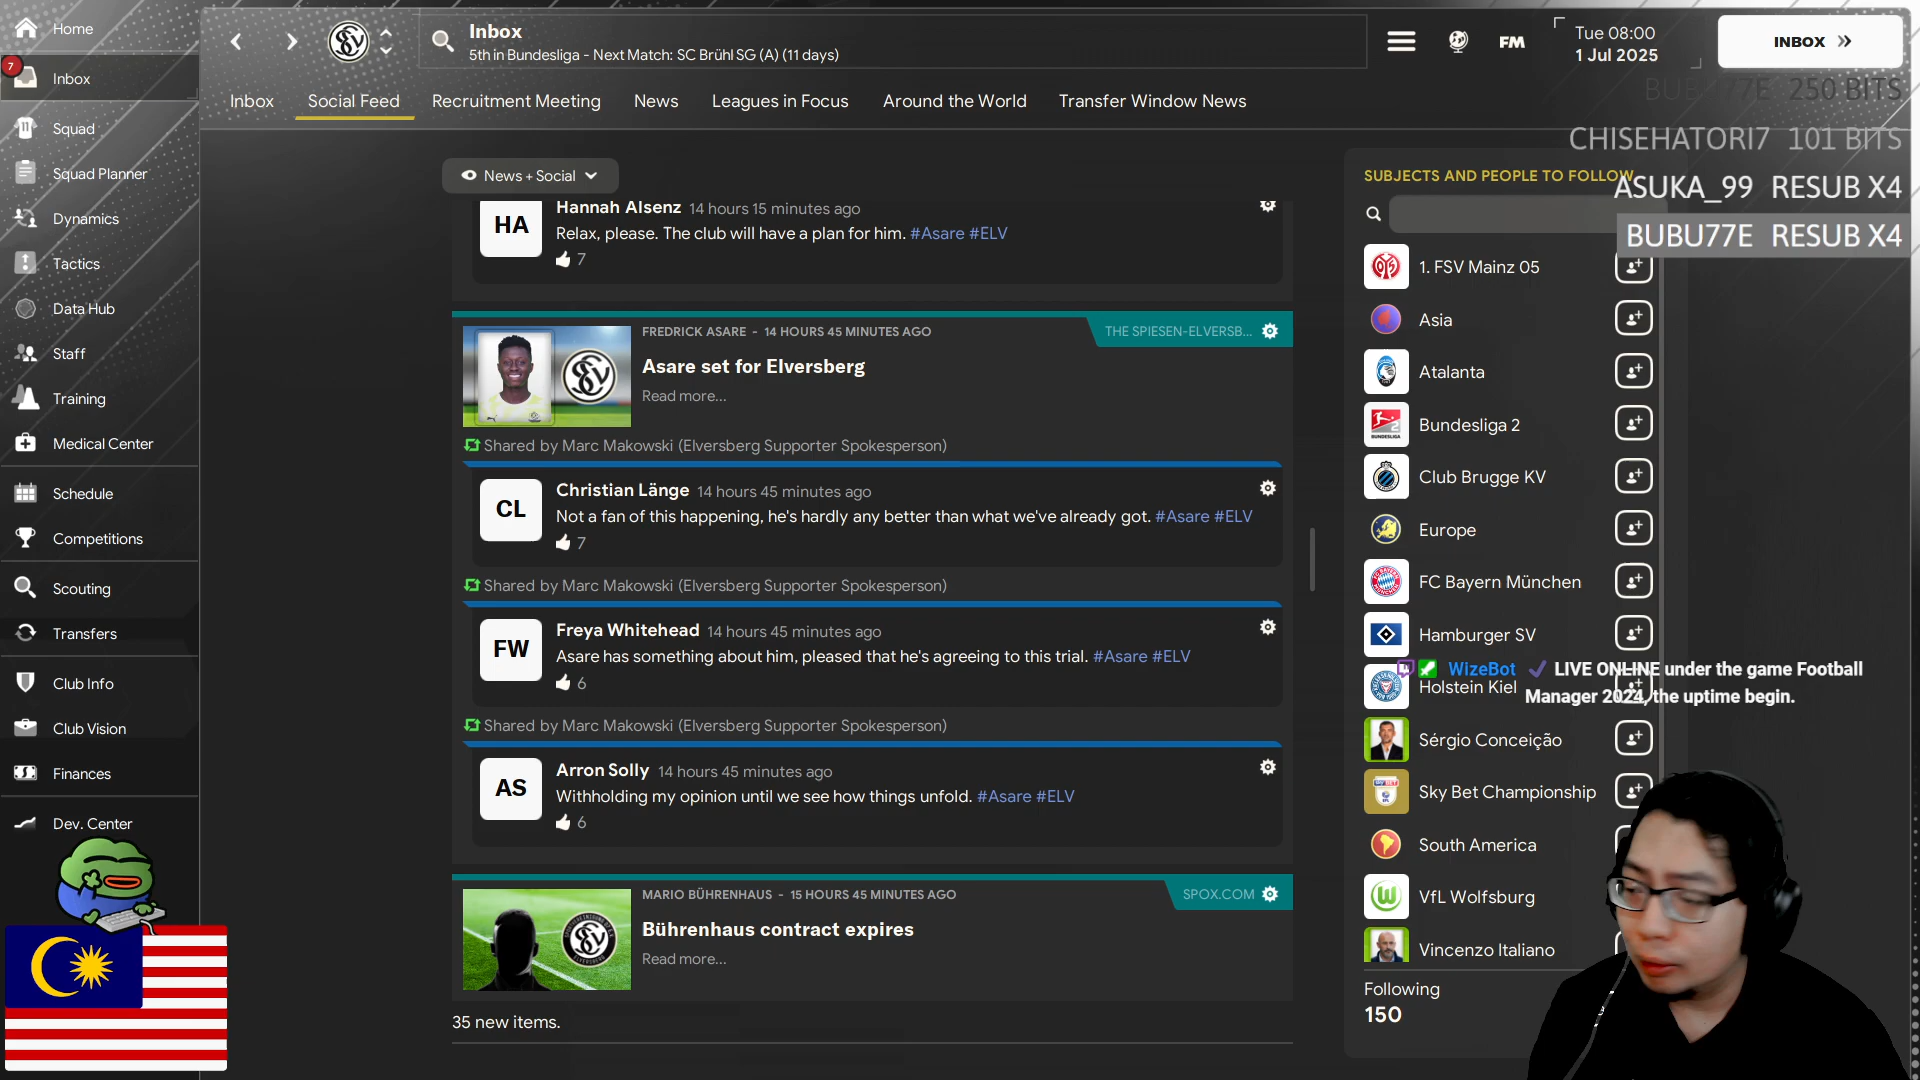 Home
7
Inbox
Squad
Squad Planner
Dynamics
Tactics
Data Hub
Staff
Training
Medical Center
Schedule
Competitions
Scouting
Transfers
Club Info
Club Vision
Finances
Dev. Center
Inbox
5th in Bundesliga - Next Match: SC Brühl SG (A) (11 days)
FM
Tue 08:00
1 Jul 2025
INBOX
Inbox
Social Feed
Recruitment Meeting
News
Leagues in Focus
Around the World
Transfer Window News
BUBU77E 250 BITS
CHISEHATORI7 101 BITS
ASUKA_99 RESUB X4
BUBU77E RESUB X4
News + Social
HA
Hannah Alsenz 14 hours 15 minutes ago
Relax, please. The club will have a plan for him. #Asare #ELV
7
FREDRICK ASARE - 14 HOURS 45 MINUTES AGO
THE SPIESEN-ELVERSB...
Asare set for Elversberg
Read more...
Shared by Marc Makowski (Elversberg Supporter Spokesperson)
CL
Christian Länge 14 hours 45 minutes ago
Not a fan of this happening, he's hardly any better than what we've already got. #Asare #ELV
7
Shared by Marc Makowski (Elversberg Supporter Spokesperson)
FW
Freya Whitehead 14 hours 45 minutes ago
Asare has something about him, pleased that he's agreeing to this trial. #Asare #ELV
6
Shared by Marc Makowski (Elversberg Supporter Spokesperson)
AS
Arron Solly 14 hours 45 minutes ago
Withholding my opinion until we see how things unfold. #Asare #ELV
6
MARIO BÜHRENHAUS - 15 HOURS 45 MINUTES AGO
SPOX.COM
Bührenhaus contract expires
Read more...
35 new items.
SUBJECTS AND PEOPLE TO FOLLOW
1. FSV Mainz 05
Asia
Atalanta
Bundesliga 2
Club Brugge KV
Europe
FC Bayern München
Hamburger SV
Holstein Kiel
WizeBot LIVE ONLINE under the game Football
Manager 2024, the uptime begin.
Sérgio Conceição
Sky Bet Championship
South America
VfL Wolfsburg
Vincenzo Italiano
Following
150